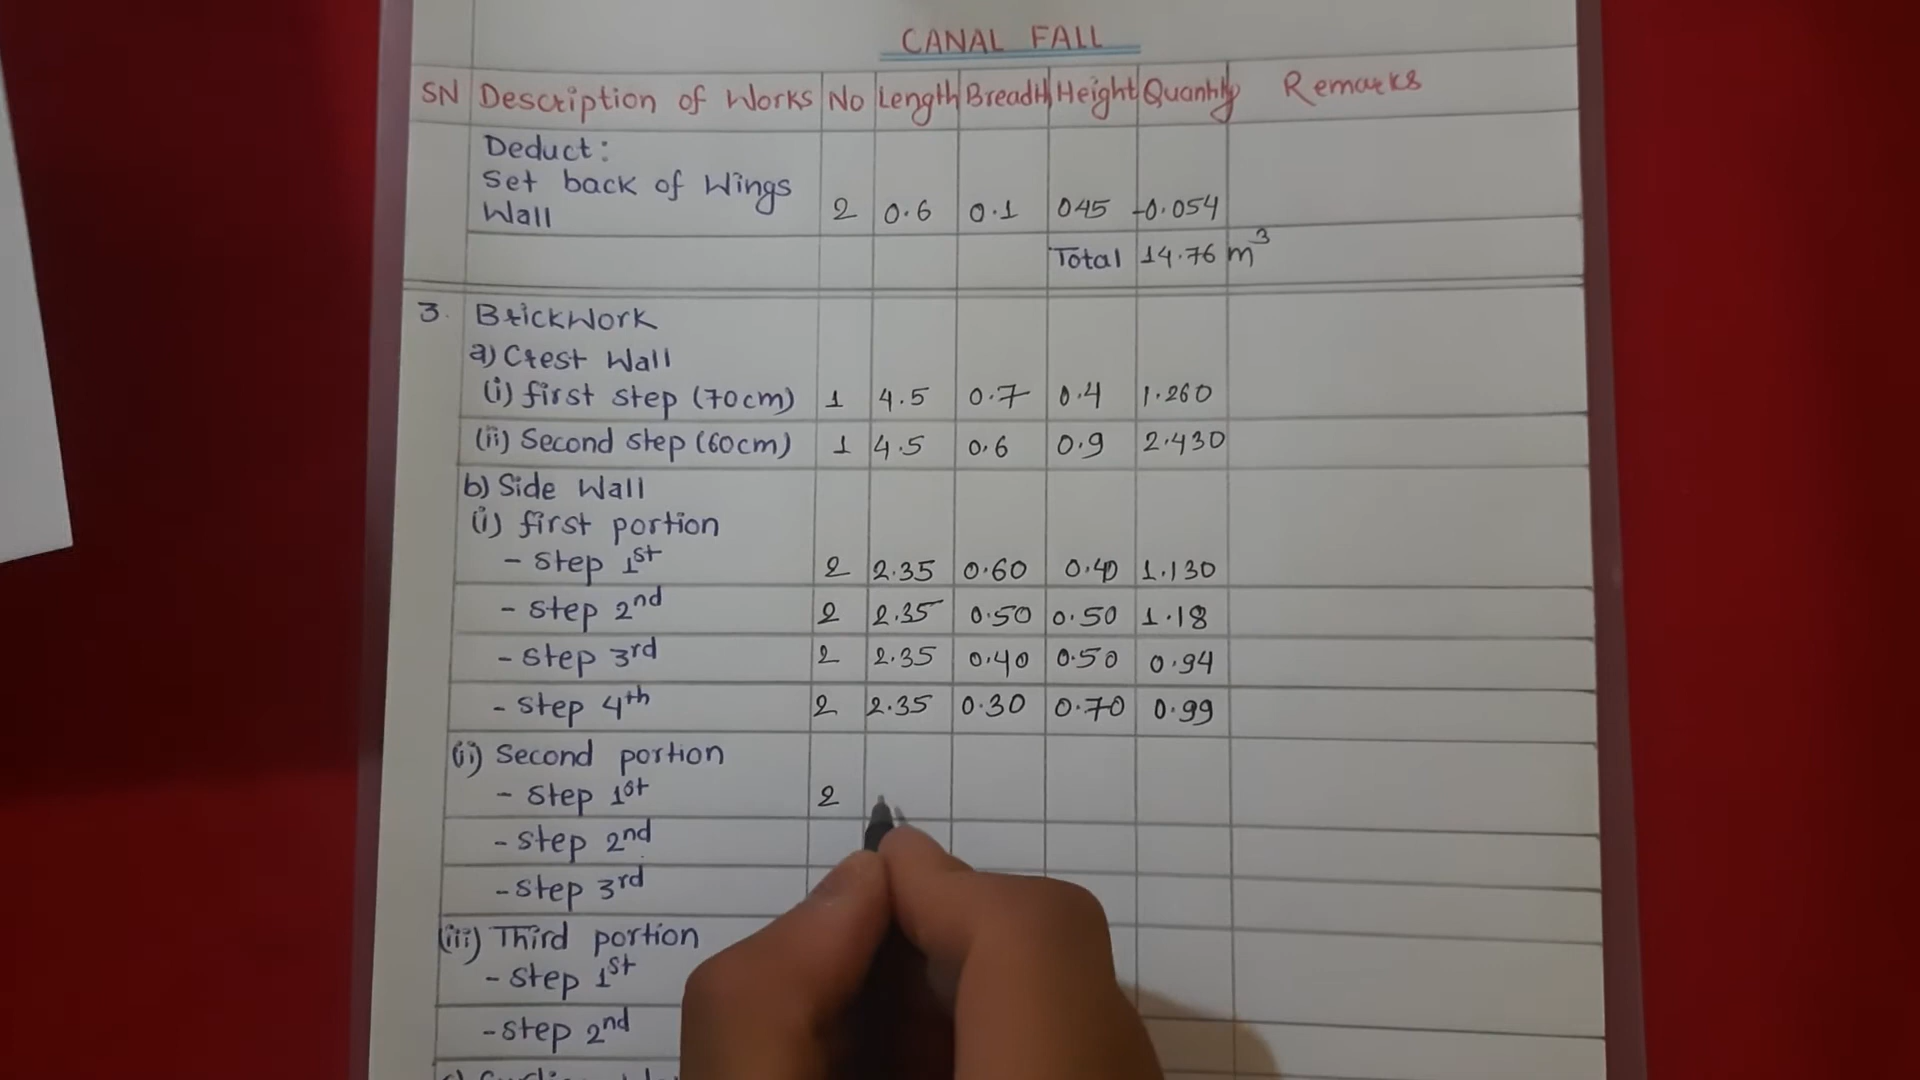 CANAL FALL
SN Description of Works No Length Breadth Height Quantity Remarks
Deduct:
Set back of Wings
Wall 2 0.6 0.1 045 -0.054
Total 14.76 m³
3. BrickWork
a) Crest Wall
(i) first step (70cm) 1 4.5 0.7 0.4 1.260
(ii) Second step (60cm) 1 4.5 0.6 0.9 2.430
b) Side Wall
(i) first portion
- Step 1st 2 2.35 0.60 0.40 1.130
- Step 2nd 2 2.35 0.50 0.50 1.18
- Step 3rd 2 2.35 0.40 0.50 0.94
- Step 4th 2 2.35 0.30 0.70 0.99
(ii) Second portion
- Step 1st 2
- Step 2nd
- Step 3rd
(iii) Third portion
- Step 1st
- Step 2nd